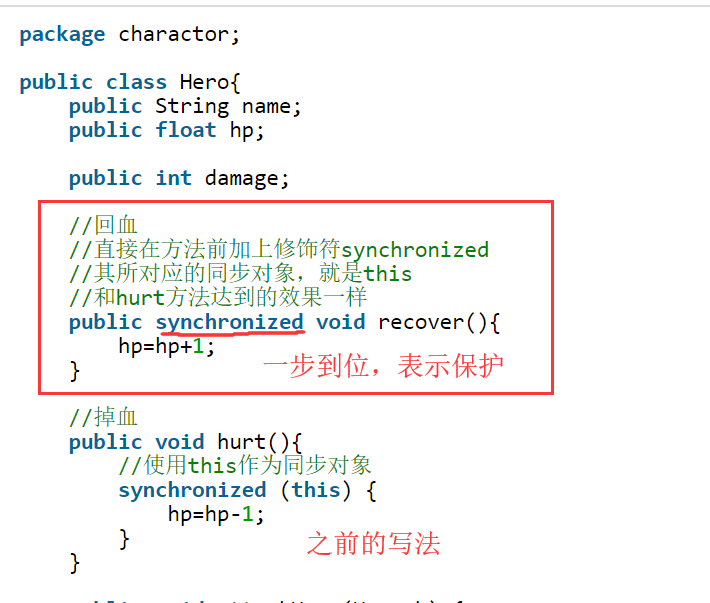 package charactor;
public class Hero{
public String name;
public float hp;
public int damage;
//回血
//直接在方法前加上修饰符synchronized
//其所对应的同步对象，就是this
//和hurt方法达到的效果一样
public synchronized void recover(){
hp=hp+1;
}
一步到位，表示保护
//掉血
public void hurt(){
//使用this作为同步对象
synchronized (this) {
hp=hp-1;
}
之前的写法
}